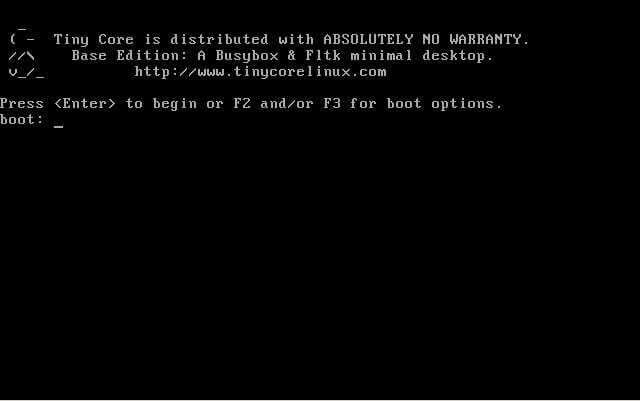 ( -  Tiny Core is distributed with ABSOLUTELY NO WARRANTY.
//\    Base Edition: A Busybox & Fltk minimal desktop.
v_/_          http://www.tinycorelinux.com
Press <Enter> to begin or F2 and/or F3 for boot options.
boot: _